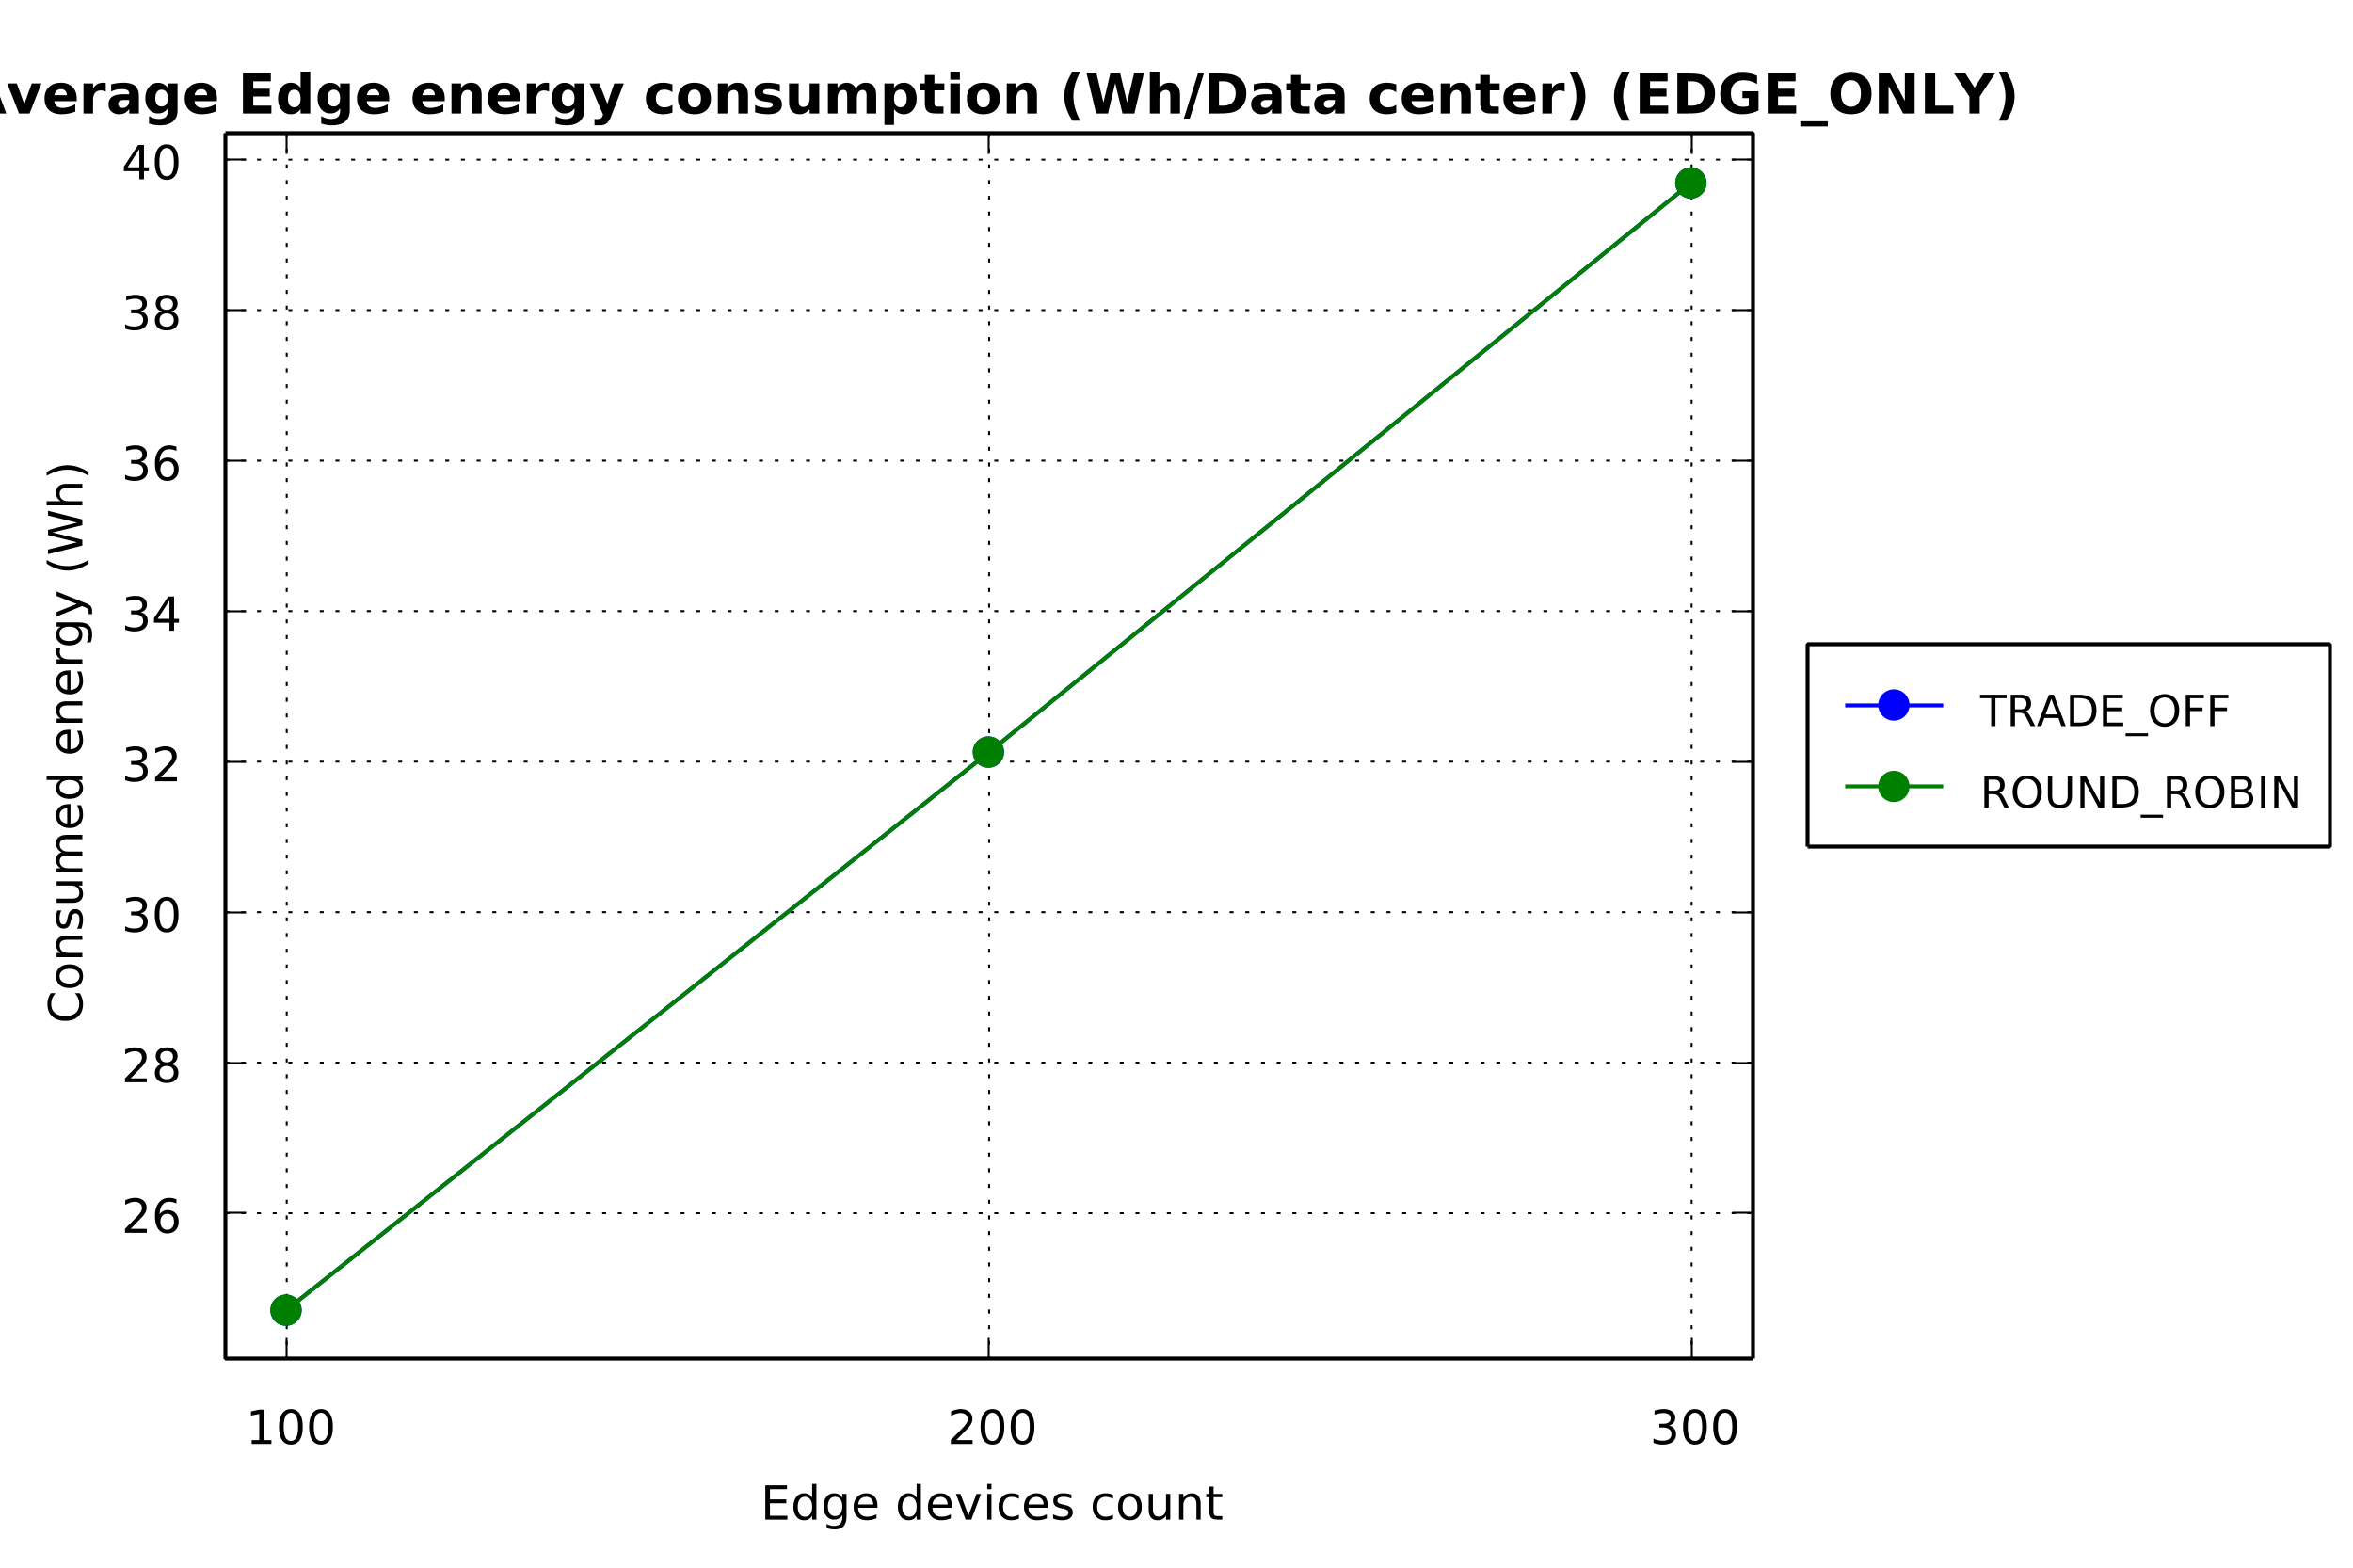 verage Edge energy consumption (Wh/Data center) (EDGE_ONLY)
40
38
36
34
32
30
28
26
Consumed energy (Wh)
100 200 300
Edge devices count
TRADE_OFF
ROUND_ROBIN